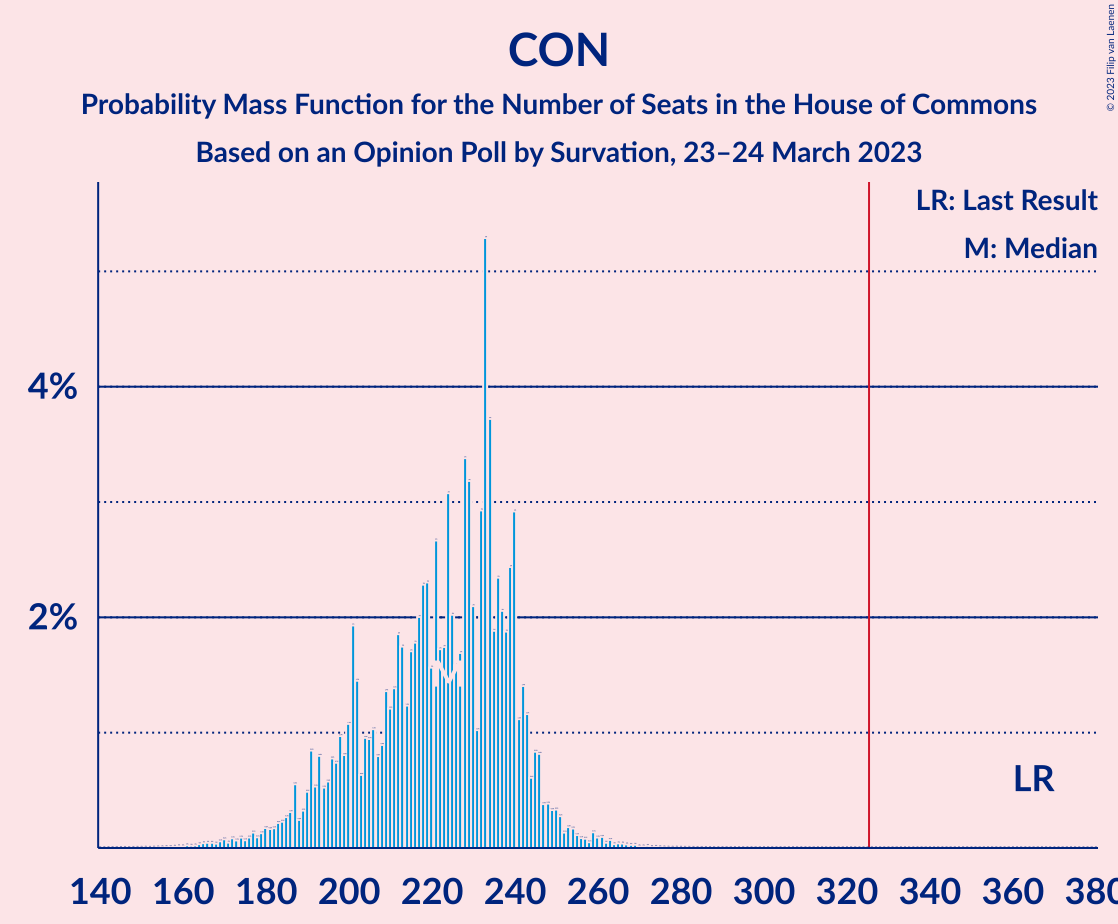 CON
Probability Mass Function for the Number of Seats in the House of Commons
Based on an Opinion Poll by Survation, 23–24 March 2023
© 2023 Filip van Laenen
LR: Last Result
M: Median
4%
2%
M
LR
140 160 180 200 220 240 260 280 300 320 340 360 380